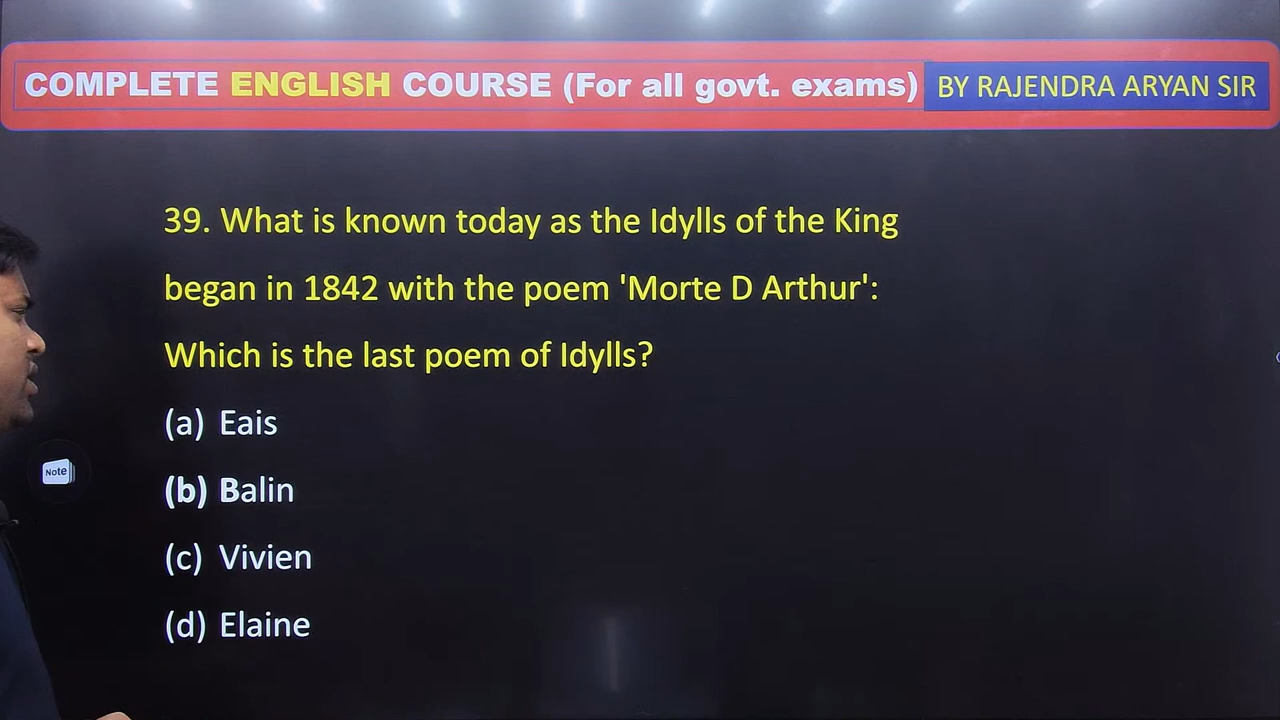 COMPLETE ENGLISH COURSE (For all govt. exams) BY RAJENDRA ARYAN SIR
39. What is known today as the Idylls of the King
began in 1842 with the poem 'Morte D Arthur':
Which is the last poem of Idylls?
(a) Eais
(b) Balin
Note
(c) Vivien
(d) Elaine